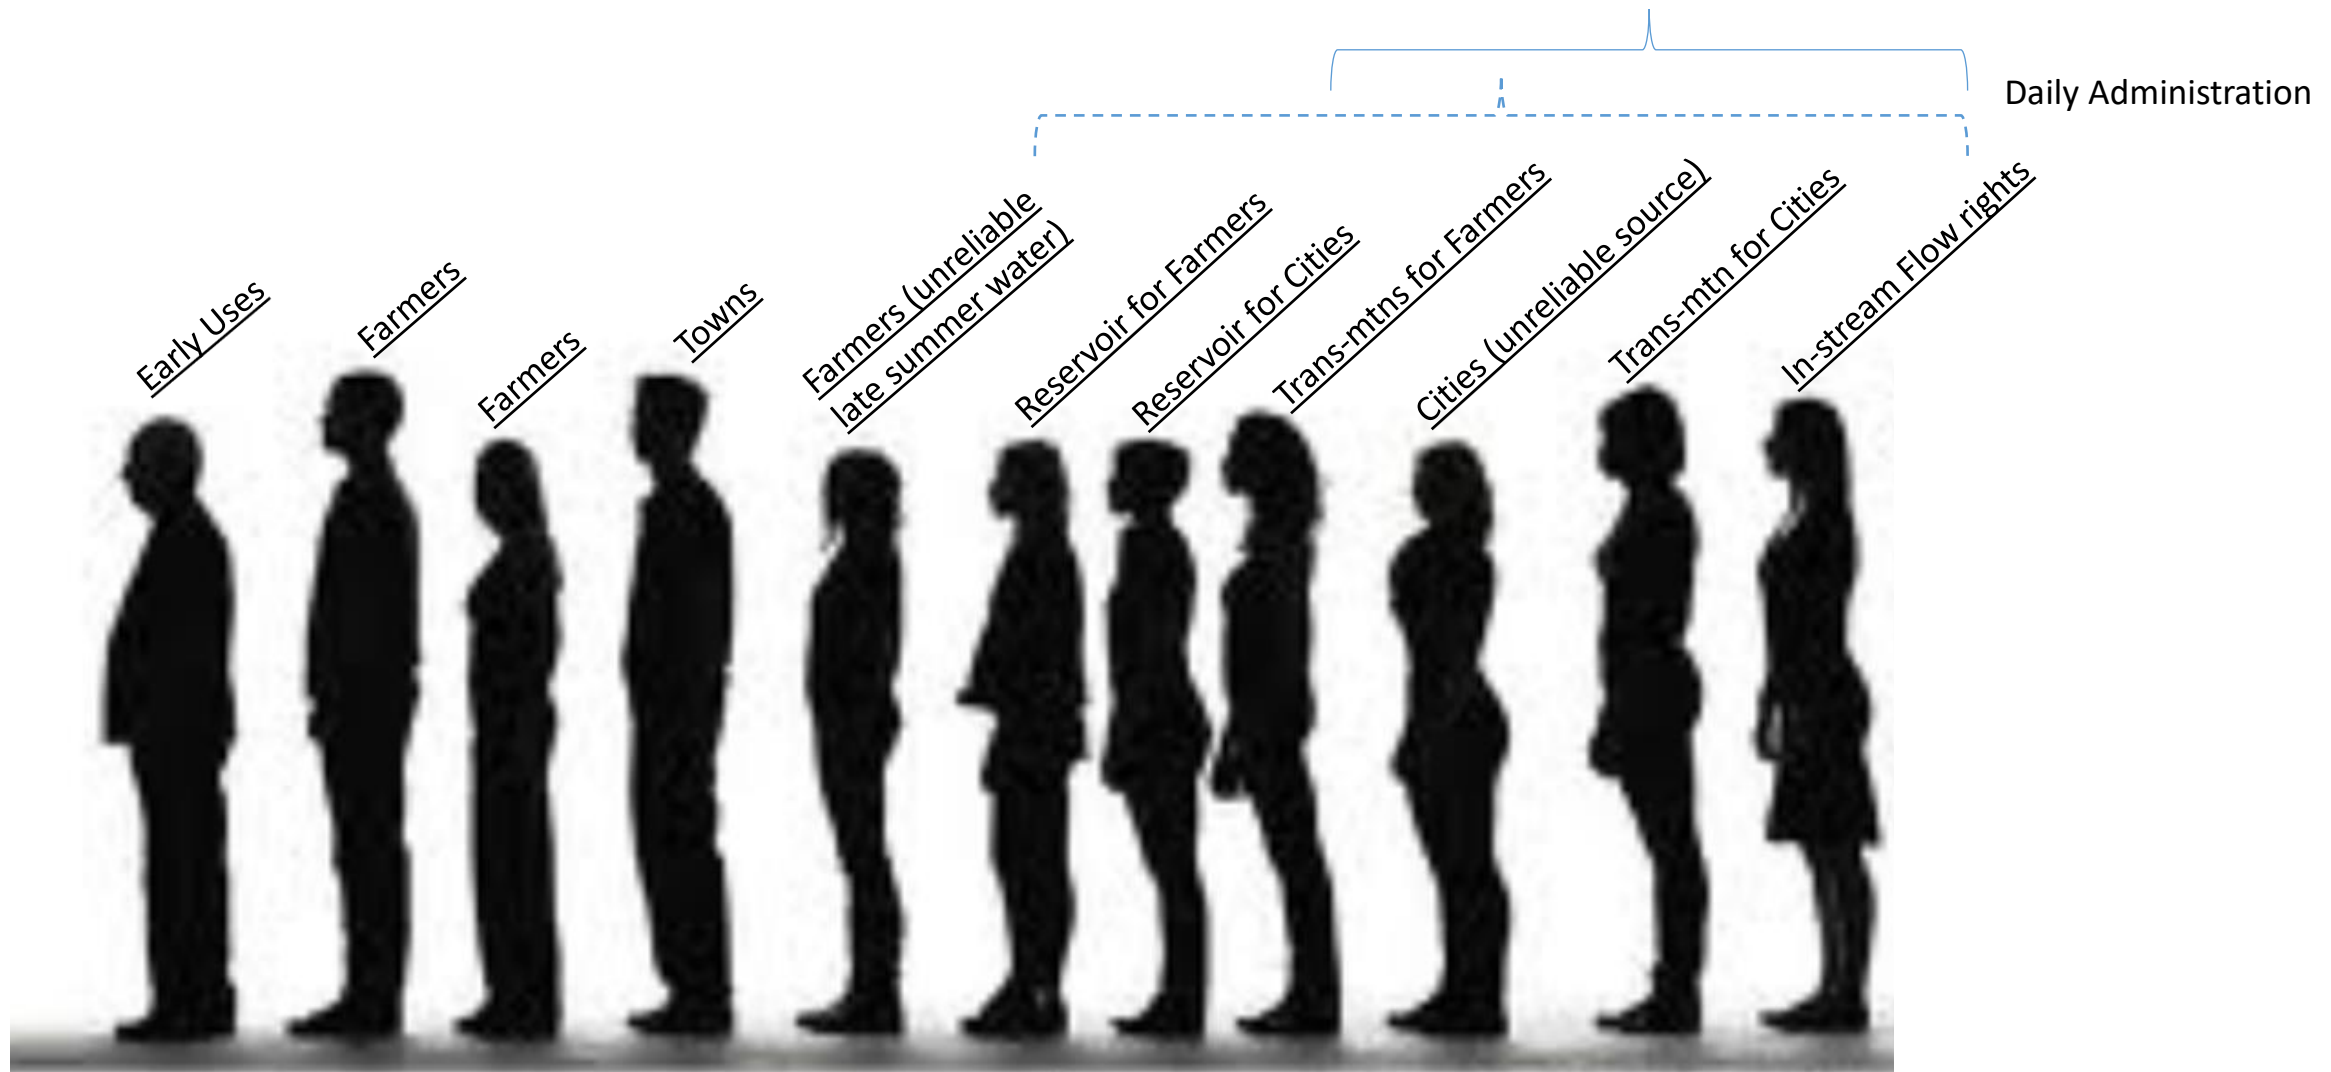 Daily Administration
Early Uses
Farmers
Farmers
Towns
Farmers (unreliable
late summer water)
Reservoir for Farmers
Reservoir for Cities
Trans-mtns for Farmers
Cities (unreliable source)
Trans-mtn for Cities
In-stream Flow rights